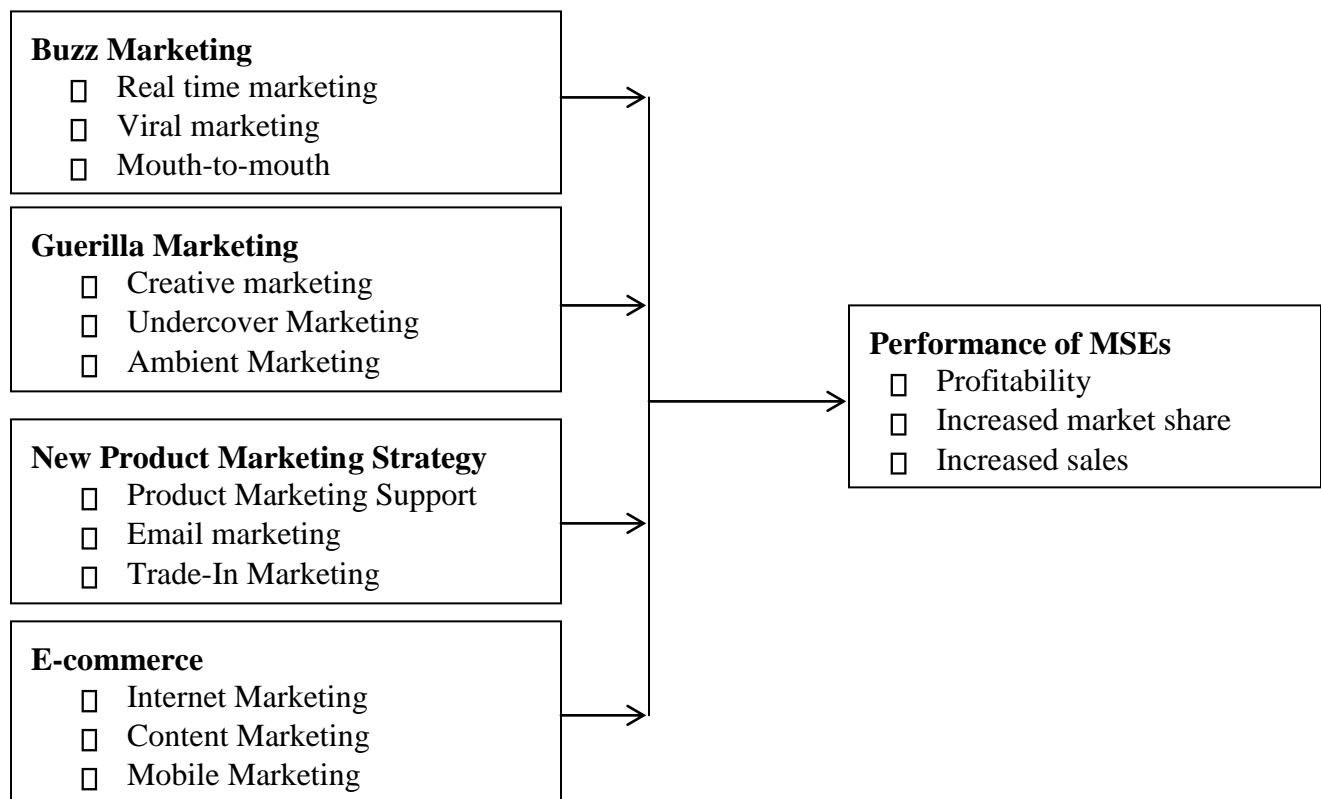 Buzz Marketing
Real time marketing
Viral marketing
Mouth-to-mouth
Guerilla Marketing
Creative marketing
Undercover Marketing
Ambient Marketing
New Product Marketing Strategy
Product Marketing Support
Email marketing
Trade-In Marketing
E-commerce
Internet Marketing
Content Marketing
Mobile Marketing
Performance of MSEs
Profitability
Increased market share
Increased sales